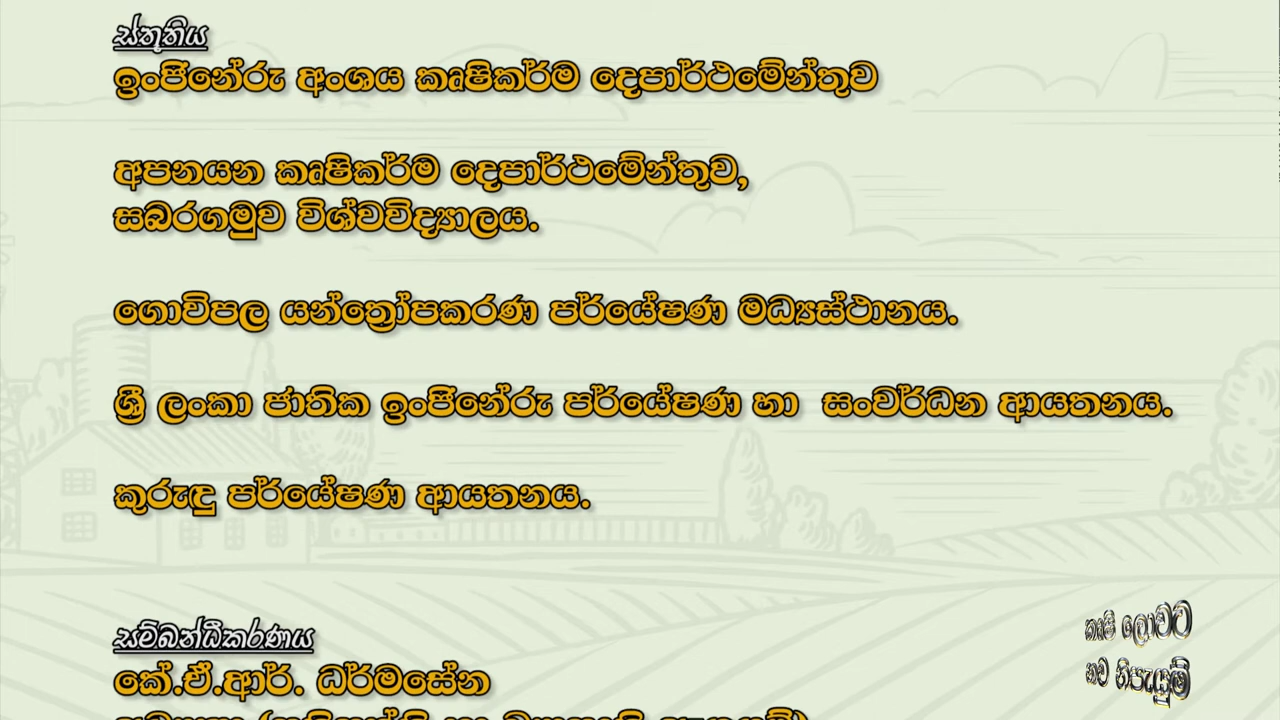 ස්තූතිය
ඉංජිනේරු අංශය කෘෂිකර්ම දෙපාර්ථමේන්තුව
අපනයන කෘෂිකර්ම දෙපාර්ථමේන්තුව,
සබරගමුව විශ්වවිද්‍යාලය.
ගොවිපල යන්ත්‍රෝපකරණ පර්යේෂණ මධ්‍යස්ථානය.
ශ්‍රී ලංකා ජාතික ඉංජිනේරු පර්යේෂණ හා සංවර්ධන ආයතනය.
කුරුඳු පර්යේෂණ ආයතනය.
සම්බන්ධීකරණය
කේ.ඒ.ආර්. ධර්මසේන
කෘෂි ලොවට
නව නිපැයුම්